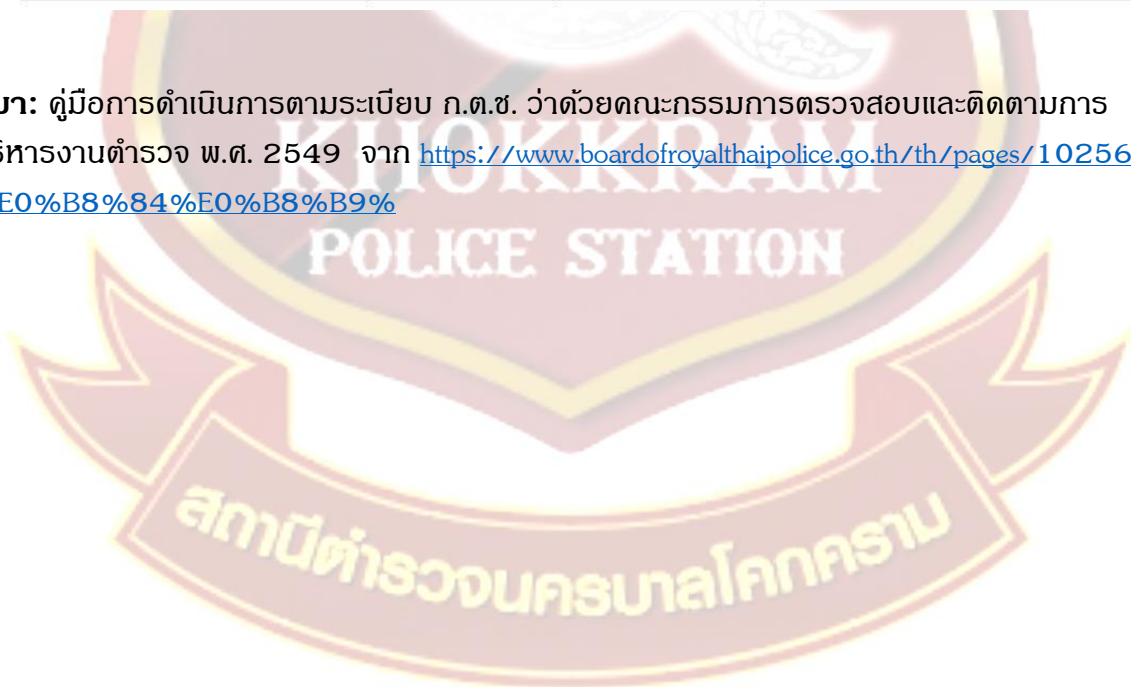 มา: คู่มือการดำเนินการตามระเบียบ ก.ต.ช. ว่าด้วยคณะกรรมการตรวจสอบและติดตามการ
ริหารงานตำรวจ พ.ศ. 2549 จาก https://www.boardofroyalthaipolice.go.th/th/pages/10256
E0%B8%84%E0%B8%B9%
KHOKKRAM
POLICE STATION
สถานีตำรวจนครบาลโคกคราม